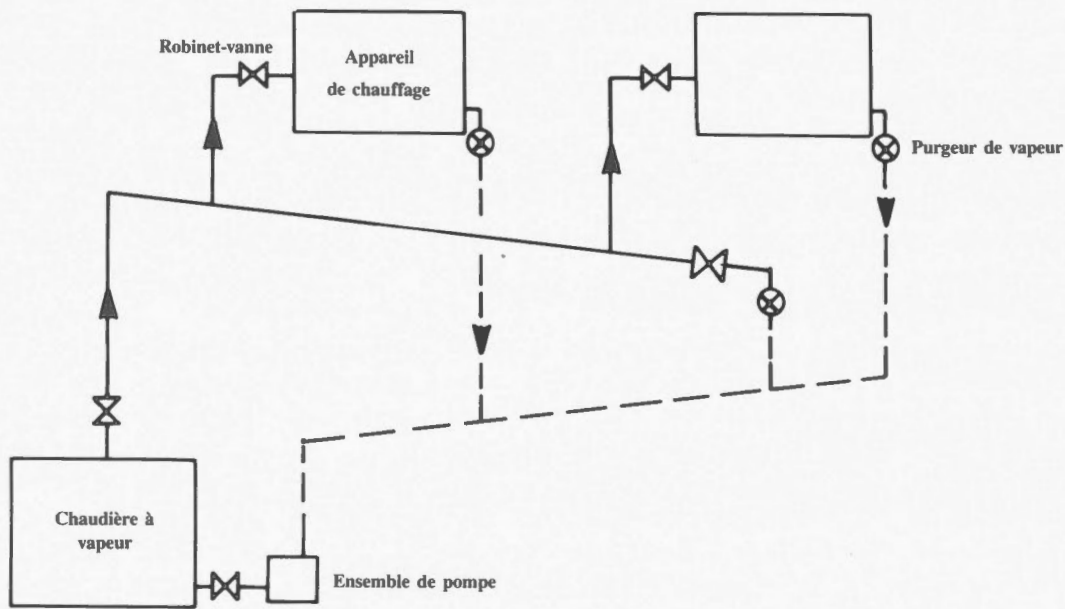 Robinet-vanne
Appareil
de chauffage
Purgeur de vapeur
Chaudière à
vapeur
Ensemble de pompe